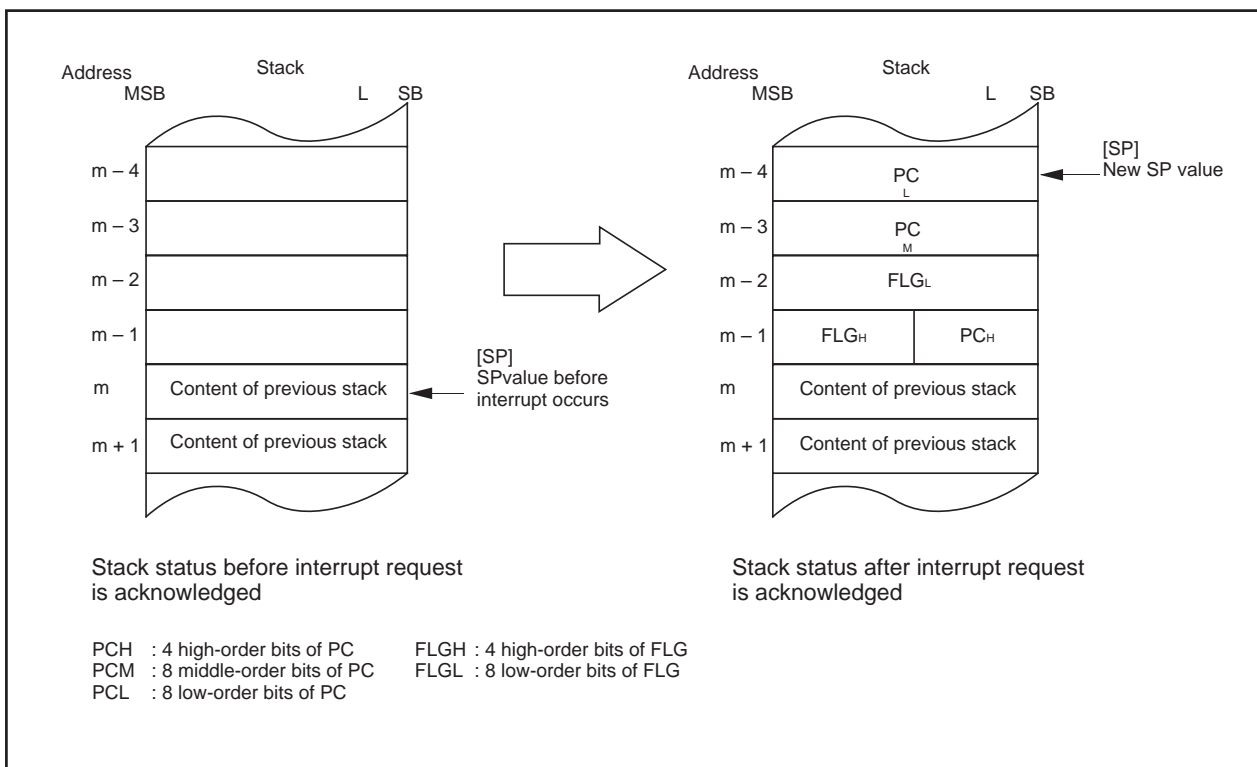 Address
Stack
MSB
L
SB
m – 4
m – 3
m – 2
m – 1
m
Content of previous stack
m + 1
Content of previous stack
[SP]
SPvalue before
interrupt occurs
Stack status before interrupt request
is acknowledged
Address
Stack
MSB
L
SB
m – 4
PC
L
m – 3
PC
M
m – 2
FLGL
m – 1
FLGH
PCH
m
Content of previous stack
m + 1
Content of previous stack
[SP]
New SP value
Stack status after interrupt request
is acknowledged
PCH : 4 high-order bits of PC
PCM : 8 middle-order bits of PC
PCL : 8 low-order bits of PC
FLGH : 4 high-order bits of FLG
FLGL : 8 low-order bits of FLG